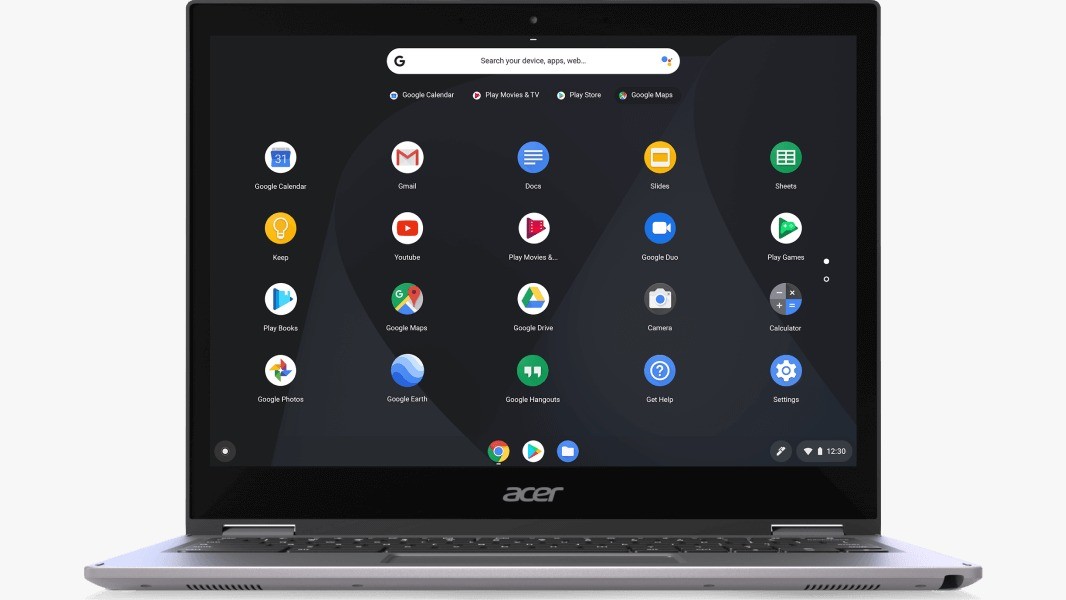 Search your device, apps, web...
Google Calendar Play Movies & TV Play Store Google Maps
31
Google Calendar Gmail Docs Slides Sheets
Keep Youtube Play Movies &... Google Duo Play Games
G
Play Books Google Maps Google Drive Camera Calculator
Google Photos Google Earth Google Hangouts Get Help Settings
12:30
acer